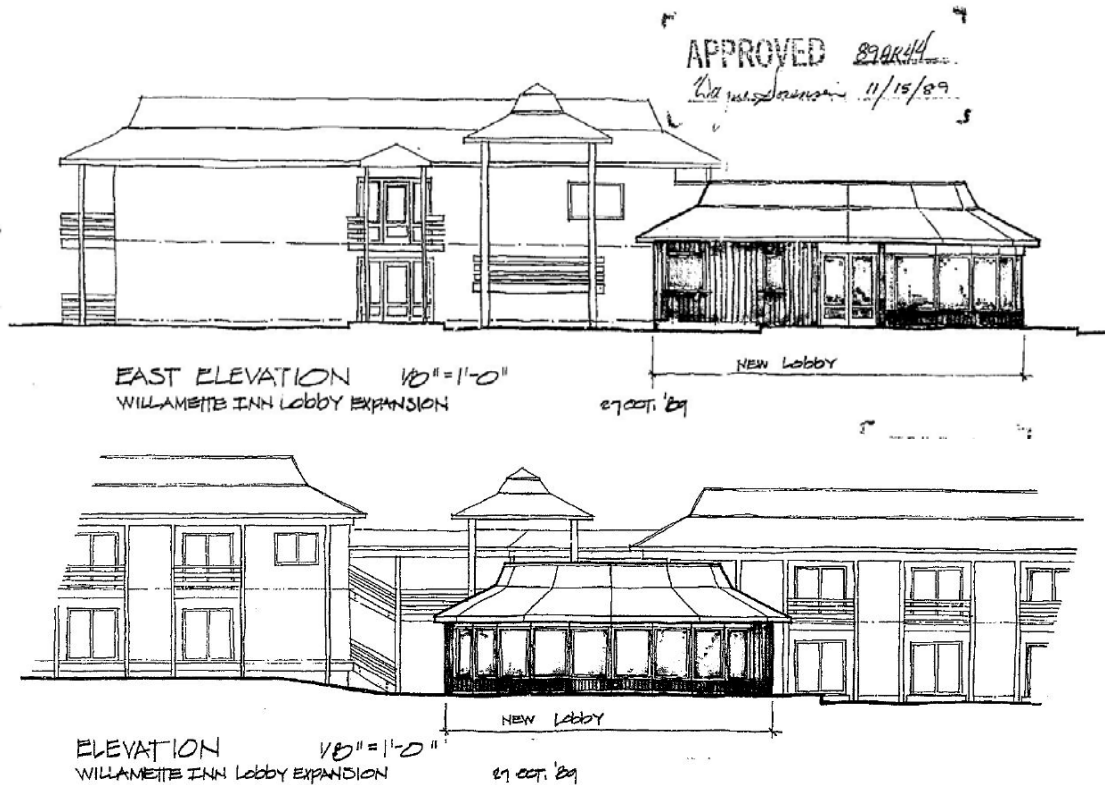 APPROVED 89AR44
11/15/89
NEW LOBBY
EAST ELEVATION 1/8" = 1'-0"
WILLAMETTE INN LOBBY EXPANSION 27 OCT. '89
NEW LOBBY
ELEVATION 1/8" = 1'-0"
WILLAMETTE INN LOBBY EXPANSION 27 OCT. '89